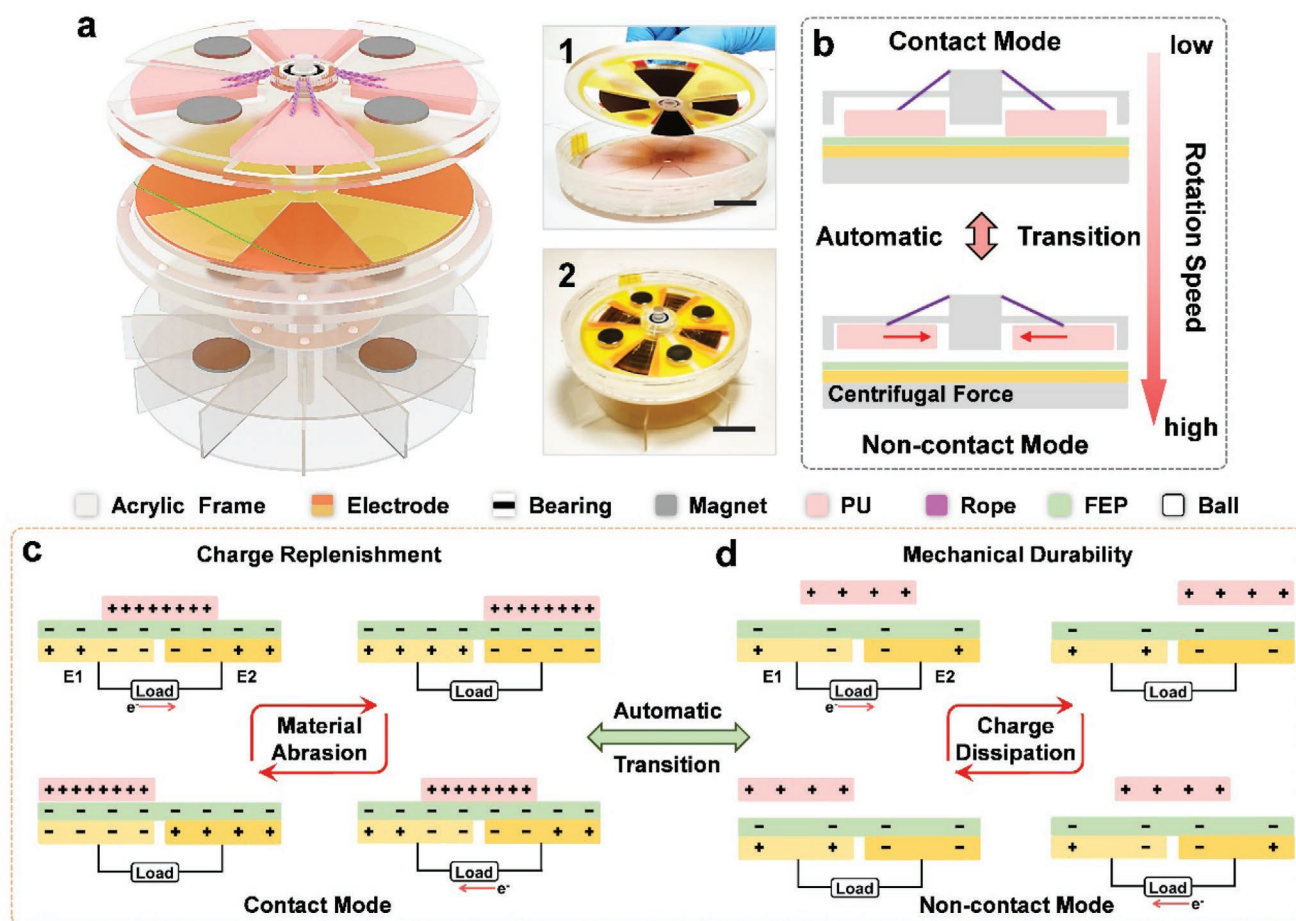 a
1
2
b
Contact Mode
low
Automatic Transition
Rotation Speed
Centrifugal Force
Non-contact Mode
high
Acrylic Frame Electrode Bearing Magnet PU Rope FEP Ball
c
Charge Replenishment
+ + + + + + + +
- - - - - - - -
+ + - - - - + +
E1 E2
Load
e-
+ + + + + + + +
- - - - - - - -
+ + + + - - - -
Load
Material
Abrasion
+ + + + + + + +
- - - - - - - -
- - - - + + + +
Load
+ + + + + + + +
- - - - - - - -
+ + - - - - + +
Load
e-
Contact Mode
Automatic
Transition
d
Mechanical Durability
+ + + +
- - - -
+ - - +
E1 E2
Load
e-
+ + + +
- - - -
+ + - -
Load
Charge
Dissipation
+ + + +
- - - -
+ + - -
Load
+ + + +
- - - -
+ - - +
Load
e-
Non-contact Mode